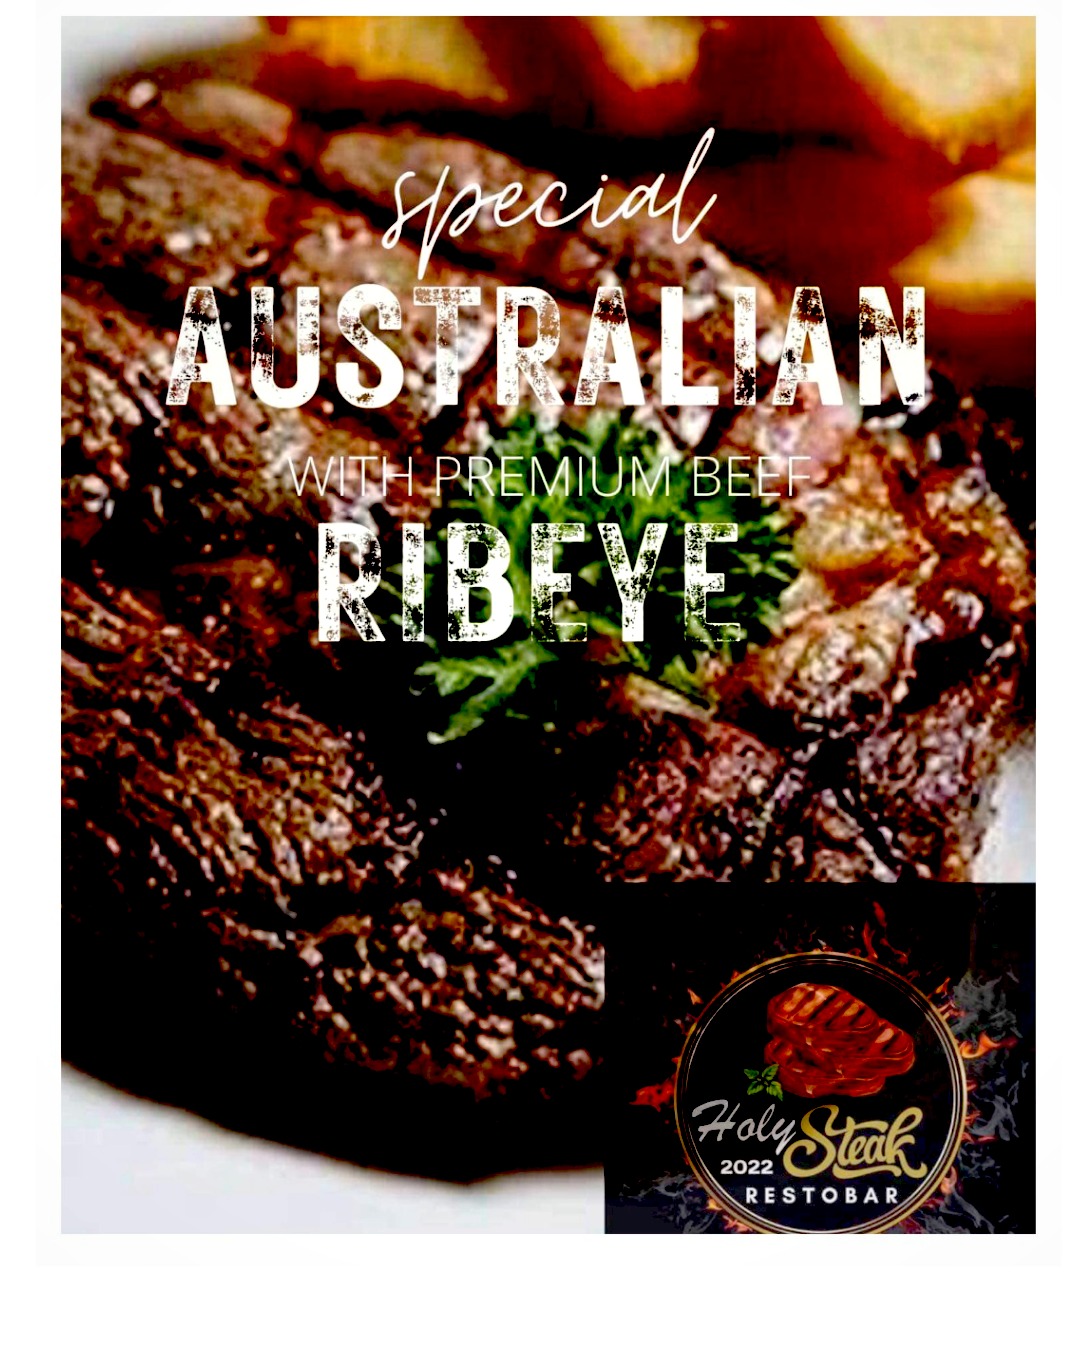 special
AUSTRALIAN
WITH PREMIUM BEEF
RIBEYE
Holy Steak
2022
RESTOBAR